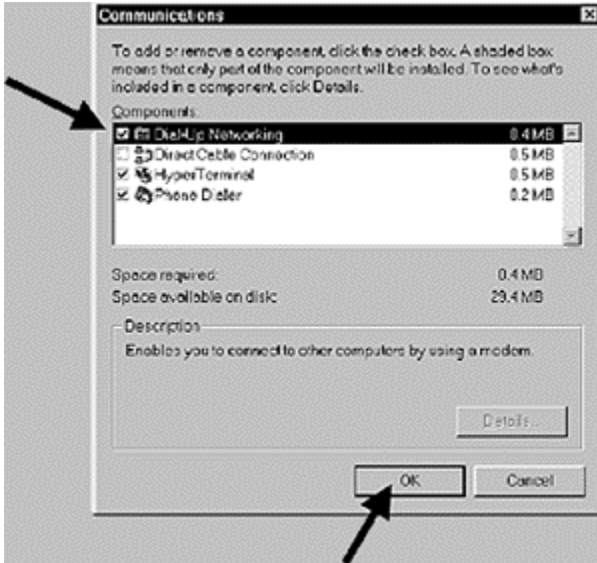 Communications
To add or remove a component, click the check box. A shaded box
means that only part of the component will be installed. To see what's
included in a component, click Details.
Components:
Dial-Up Networking 0.4 MB
Direct Cable Connection 0.5 MB
HyperTerminal 0.5 MB
Phone Dialer 0.2 MB
Space required: 0.4 MB
Space available on disk: 29.4 MB
Description
Enables you to connect to other computers by using a modem.
Details...
OK Cancel